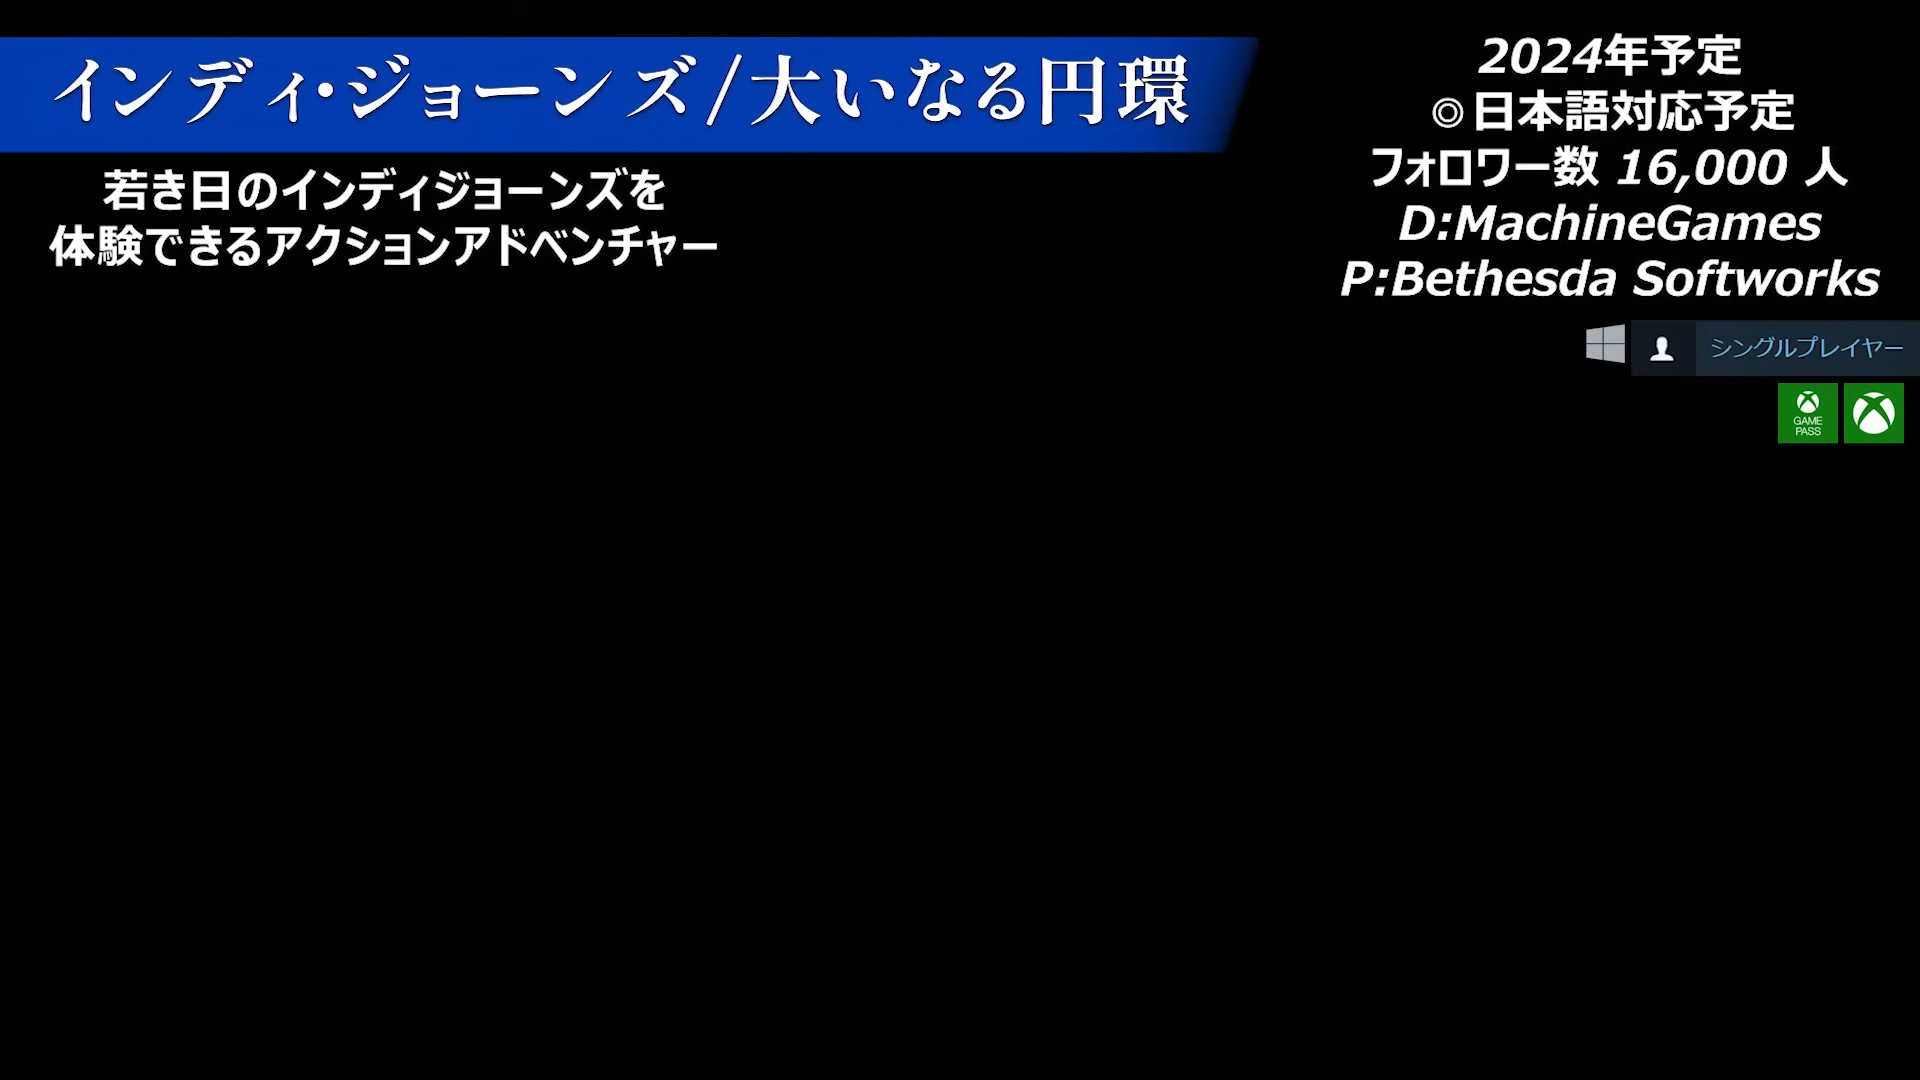 インディ・ジョーンズ/大いなる円環
若き日のインディジョーンズを
体験できるアクションアドベンチャー
2024年予定
◎日本語対応予定
フォロワー数 16,000 人
D:MachineGames
P:Bethesda Softworks
シングルプレイヤー
GAME
PASS